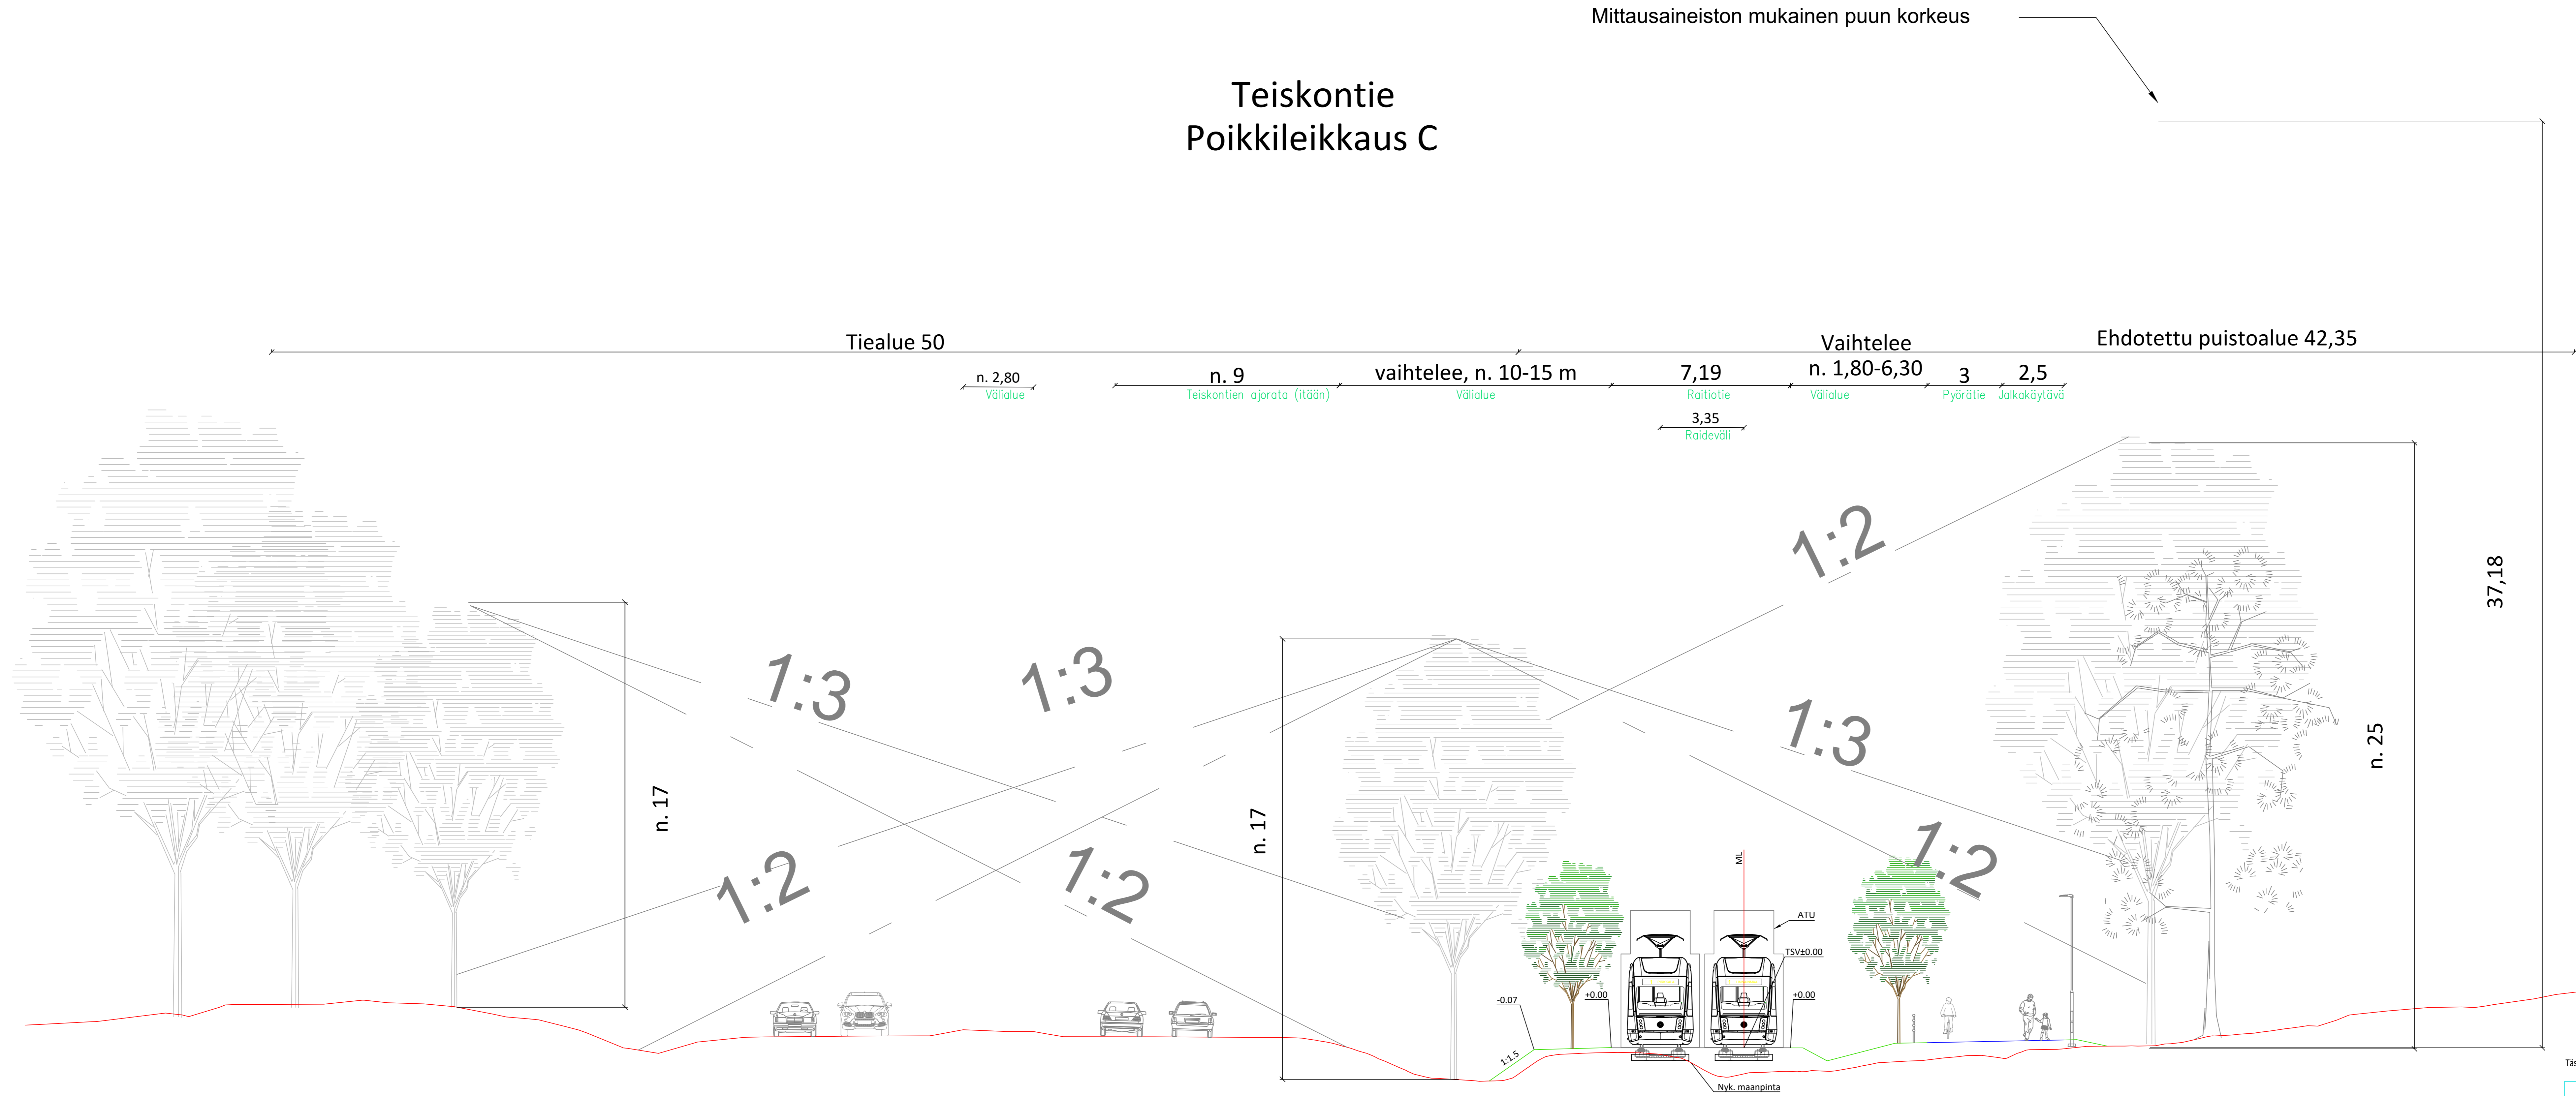 Mittausaineiston mukainen puun korkeus
Teiskontie
Poikkileikkaus C
Tiealue 50
Vaihtelee
Ehdotettu puistoalue 42,35
n. 2,80
Välialue
n. 9
Teiskontien ajorata (itään)
vaihtelee, n. 10-15 m
Välialue
7,19
Raitiotie
n. 1,80-6,30
Välialue
3
Pyörätie
2,5
Jalkakäytävä
3,35
Raideväli
1:2
37,18
1:3
1:3
1:3
n. 25
n. 17
n. 17
1:2
1:2
1:2
ML
ATU
TSV±0.00
-0.07
+0.00
+0.00
1:1.5
Nyk. maanpinta